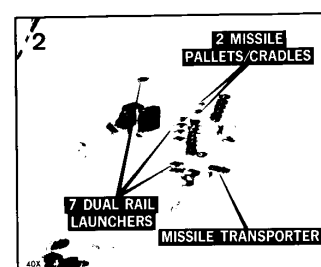 2
2 MISSILE
PALLETS/CRADLES
7 DUAL RAIL
LAUNCHERS
MISSILE TRANSPORTER
40X